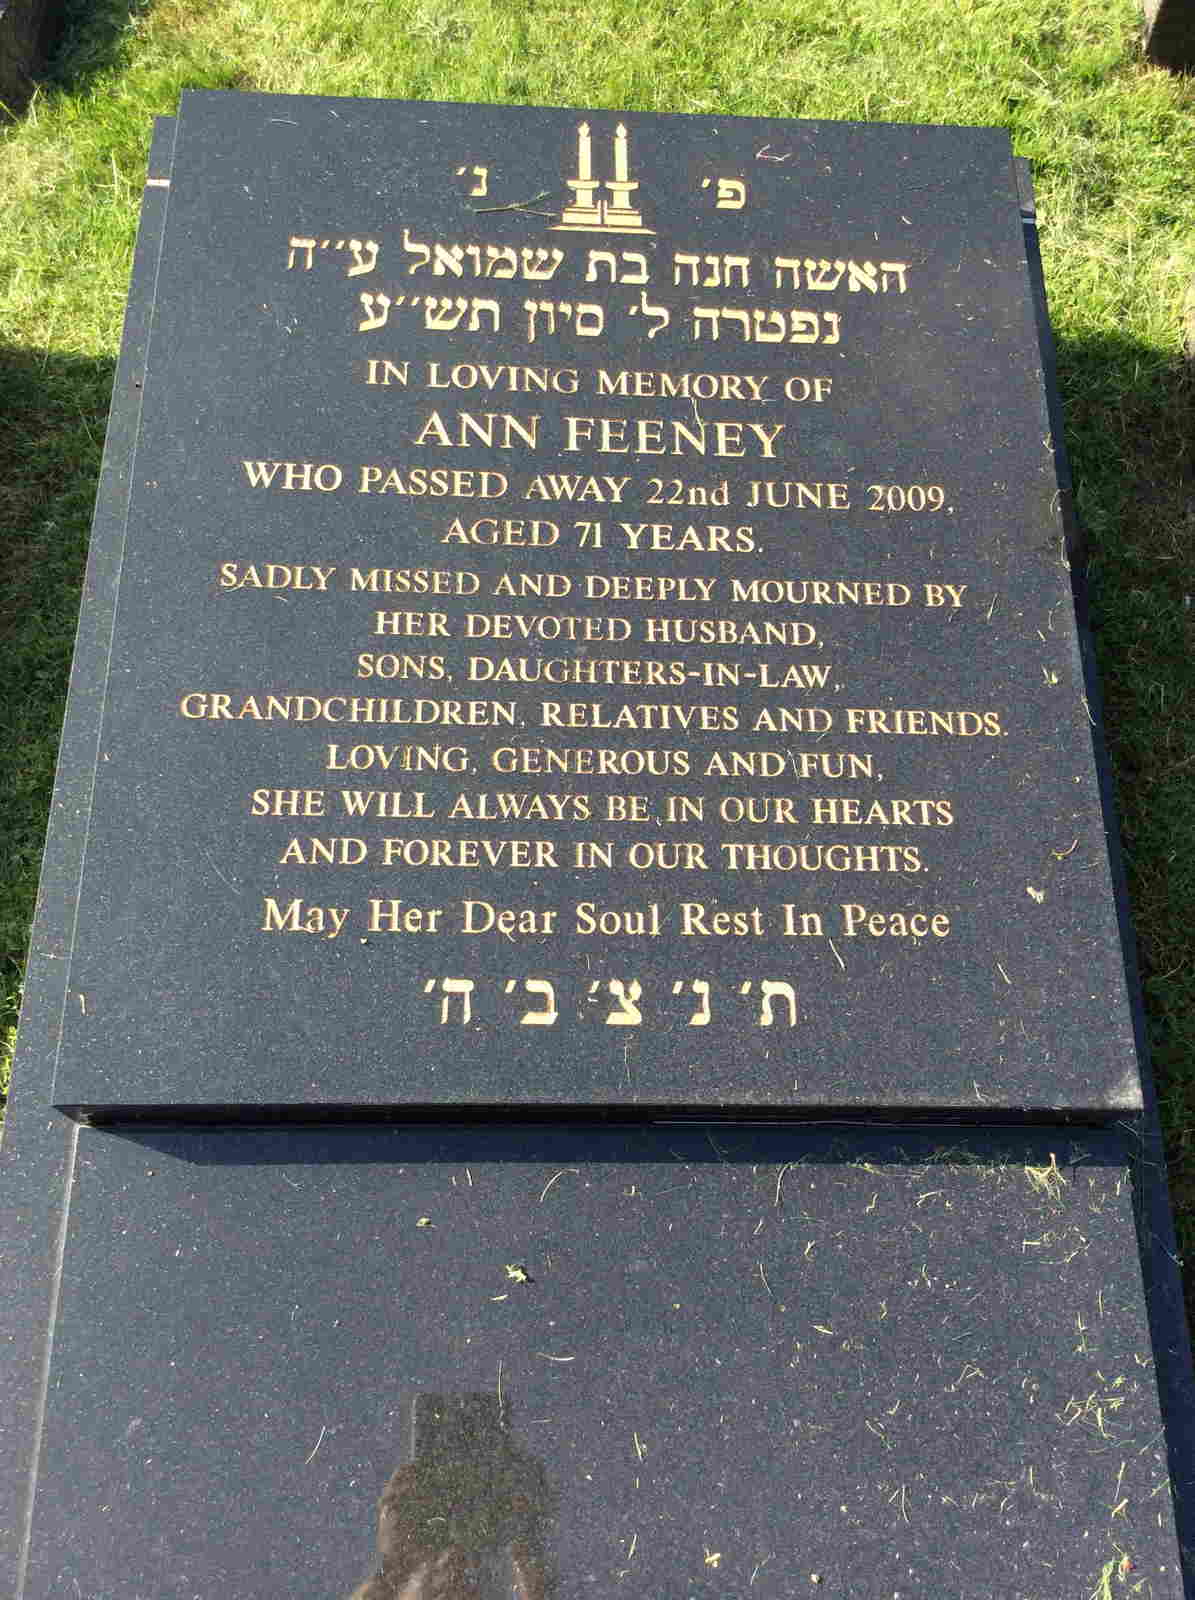 פ׳ נ׳
האשה חנה בת שמואל ע׳׳ה
נפטרה ל׳ סיון תש׳׳ע
IN LOVING MEMORY OF
ANN FEENEY
WHO PASSED AWAY 22nd JUNE 2009,
AGED 71 YEARS.
SADLY MISSED AND DEEPLY MOURNED BY
HER DEVOTED HUSBAND,
SONS, DAUGHTERS-IN-LAW,
GRANDCHILDREN, RELATIVES AND FRIENDS.
LOVING, GENEROUS AND FUN,
SHE WILL ALWAYS BE IN OUR HEARTS
AND FOREVER IN OUR THOUGHTS.
May Her Dear Soul Rest In Peace
ת׳ נ׳ צ׳ ב׳ ה׳